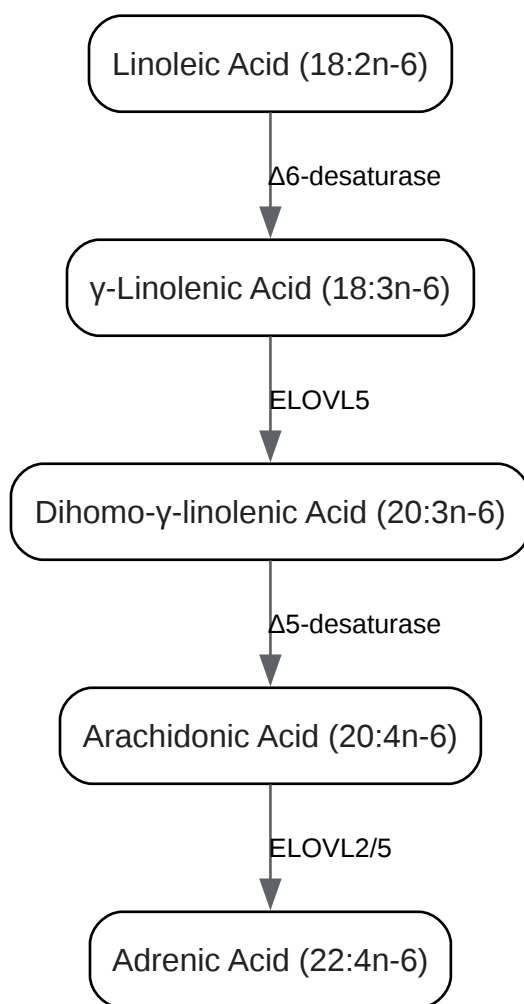 Linoleic Acid (18:2n-6)
Δ6-desaturase
γ-Linolenic Acid (18:3n-6)
ELOVL5
Dihomo-γ-linolenic Acid (20:3n-6)
Δ5-desaturase
Arachidonic Acid (20:4n-6)
ELOVL2/5
Adrenic Acid (22:4n-6)